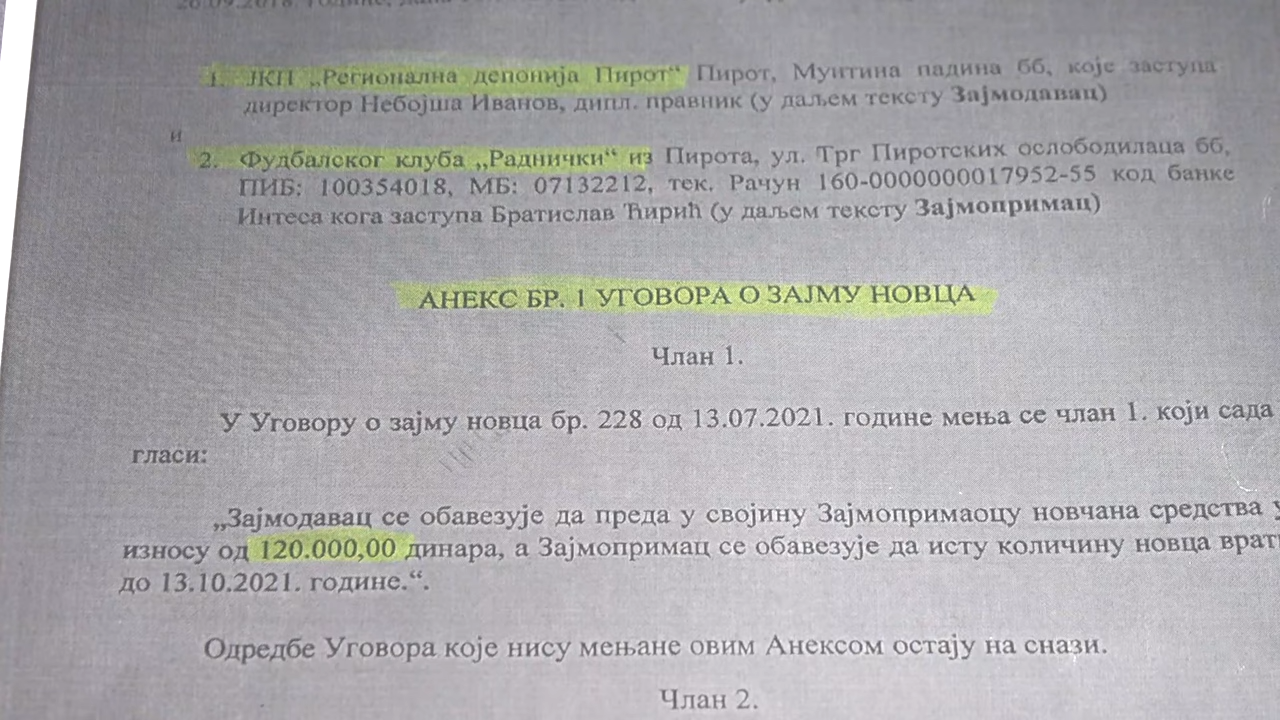 1. ЈКП „Регионална депонија Пирот“ Пирот, Мунтина падина бб, које заступа
директор Небојша Иванов, дипл. правник (у даљем тексту Зајмодавац)
и
2. Фудбалског клуба „Раднички“ из Пирота, ул. Трг Пиротских ослободилаца бб,
ПИБ: 100354018, МБ: 07132212, тек. Рачун 160-0000000017952-55 код банке
Интеса кога заступа Братислав Ћирић (у даљем тексту Зајмопримац)
АНЕКС БР. 1 УГОВОРА О ЗАЈМУ НОВЦА
Члан 1.
У Уговору о зајму новца бр. 228 од 13.07.2021. године мења се члан 1. који сада
гласи:
„Зајмодавац се обавезује да преда у својину Зајмопримаоцу новчана средства у
износу од 120.000,00 динара, а Зајмопримац се обавезује да исту количину новца врати
до 13.10.2021. године.“.
Одредбе Уговора које нису мењане овим Анексом остају на снази.
Члан 2.